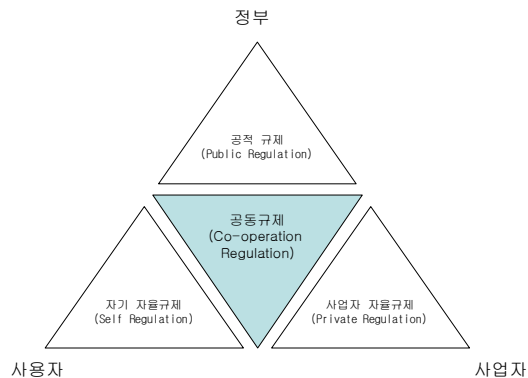 정부
공적 규제
(Public Regulation)
공동규제
(Co-operation
Regulation)
자기 자율규제
(Self Regulation)
사업자 자율규제
(Private Regulation)
사용자
사업자